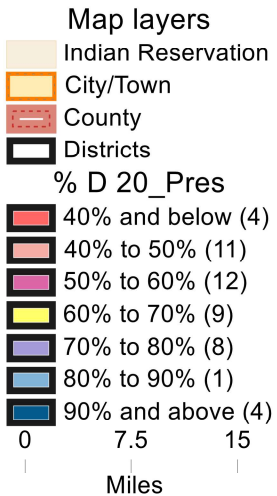 Map layers
Indian Reservation
City/Town
County
Districts
% D 20_Pres
40% and below (4)
40% to 50% (11)
50% to 60% (12)
60% to 70% (9)
70% to 80% (8)
80% to 90% (1)
90% and above (4)
0 7.5 15
Miles